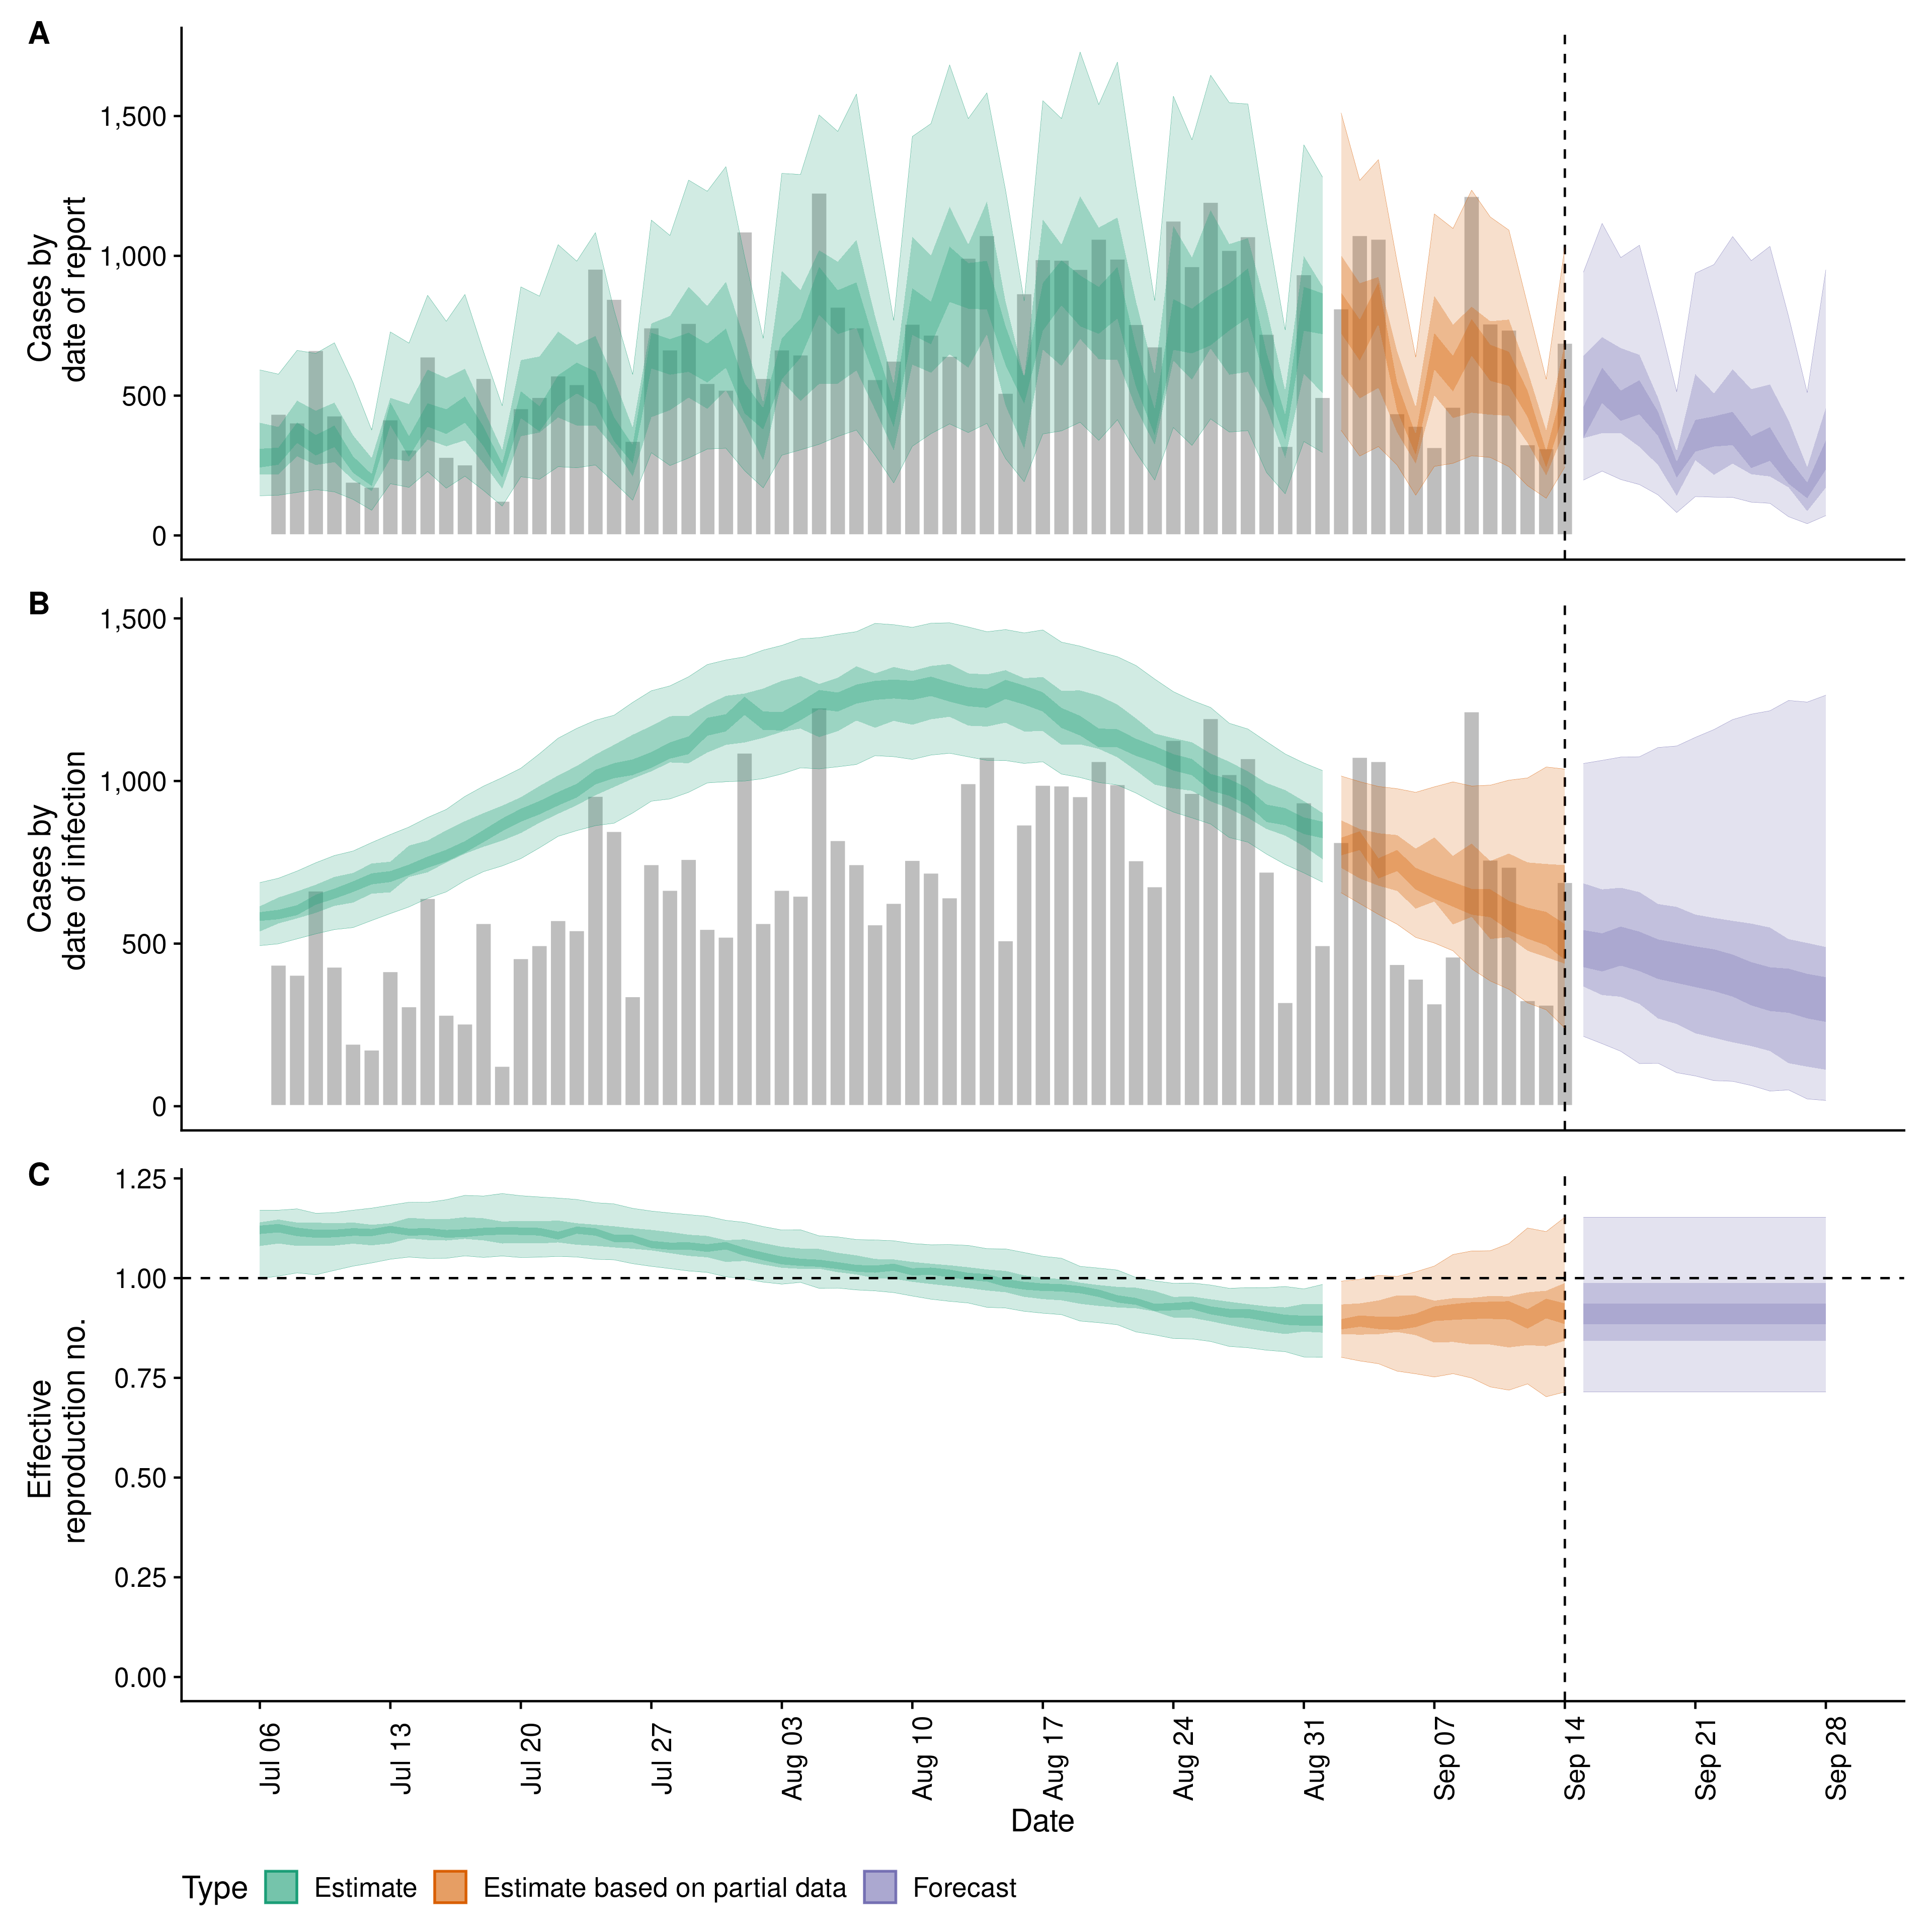 A
Cases by
date of report
1,500
1,000
500
0
B
Cases by
date of infection
1,500
1,000
500
0
C
Effective
reproduction no.
1.25
1.00
0.75
0.50
0.25
0.00
Jul 06
Jul 13
Jul 20
Jul 27
Aug 03
Aug 10
Aug 17
Aug 24
Aug 31
Sep 07
Sep 14
Sep 21
Sep 28
Date
Type Estimate Estimate based on partial data Forecast